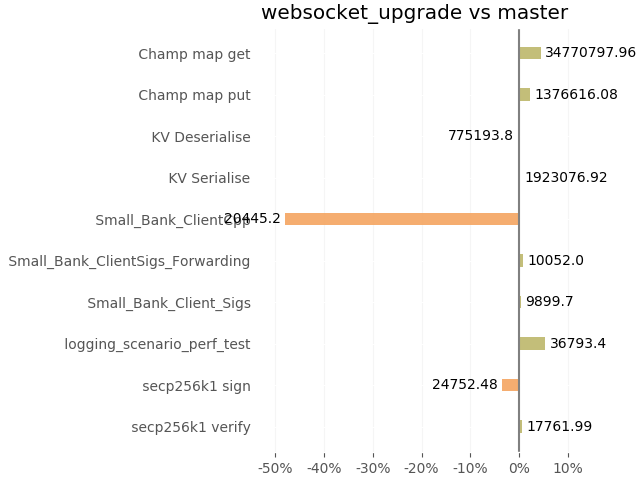 websocket_upgrade vs master
Champ map get 34770797.96
Champ map put 1376616.08
KV Deserialise 775193.8
KV Serialise 1923076.92
Small_Bank_ClientCpp 20445.2
Small_Bank_ClientSigs_Forwarding 10052.0
Small_Bank_Client_Sigs 9899.7
logging_scenario_perf_test 36793.4
secp256k1 sign 24752.48
secp256k1 verify 17761.99
-50% -40% -30% -20% -10% 0% 10%